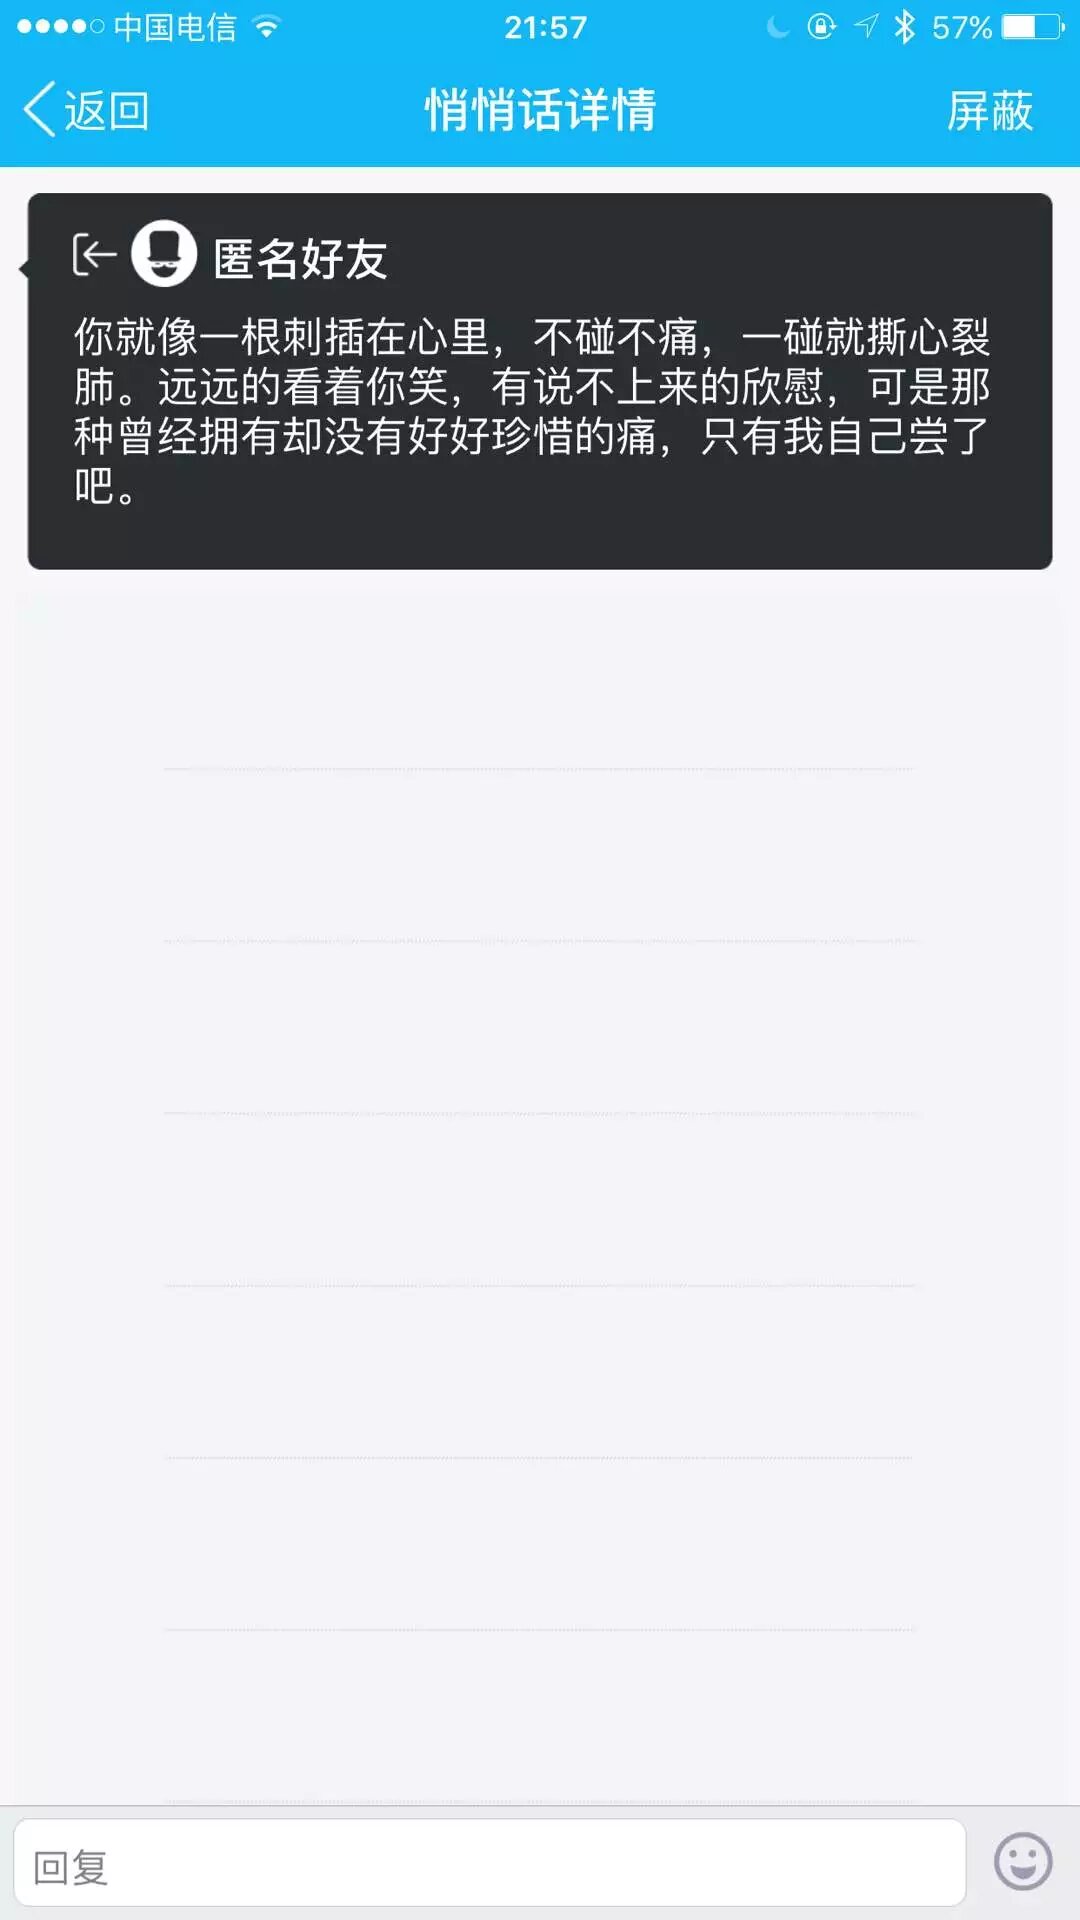 中国电信 21:57 57%
返回 悄悄话详情 屏蔽
匿名好友
你就像一根刺插在心里，不碰不痛，一碰就撕心裂
肺。远远的看着你笑，有说不上来的欣慰，可是那
种曾经拥有却没有好好珍惜的痛，只有我自己尝了
吧。
回复